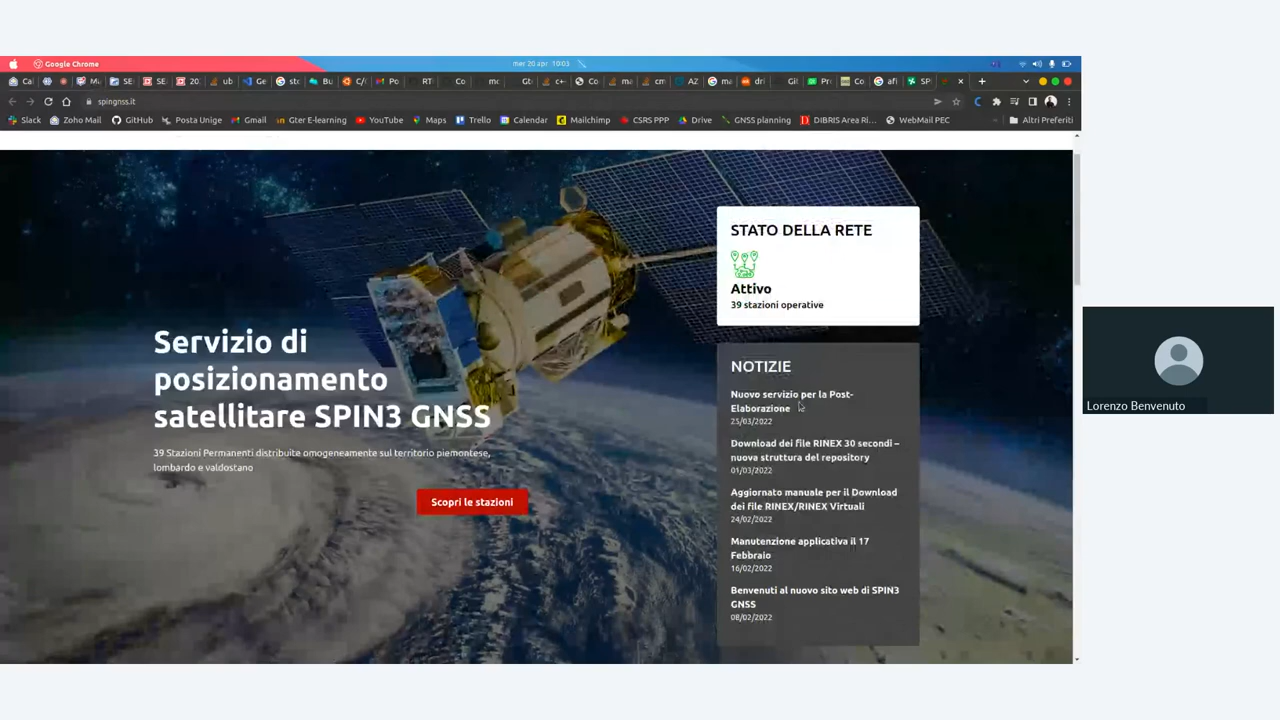 Google Chrome
mer 20 apr 10:03
spingnss.it
Slack
Zoho Mail
GitHub
Posta Unige
Gmail
Gter E-learning
YouTube
Maps
Trello
Calendar
Mailchimp
CSRS PPP
Drive
GNSS planning
DIBRIS Area Ri...
WebMail PEC
Altri Preferiti
STATO DELLA RETE
Attivo
39 stazioni operative
Servizio di
posizionamento
satellitare SPIN3 GNSS
39 Stazioni Permanenti distribuite omogeneamente sul territorio piemontese,
lombardo e valdostano
Scopri le stazioni
NOTIZIE
Nuovo servizio per la Post-
Elaborazione
25/03/2022
Download dei file RINEX 30 secondi –
nuova struttura del repository
01/03/2022
Aggiornato manuale per il Download
dei file RINEX/RINEX Virtuali
24/02/2022
Manutenzione applicativa il 17
Febbraio
16/02/2022
Benvenuti al nuovo sito web di SPIN3
GNSS
08/02/2022
Lorenzo Benvenuto